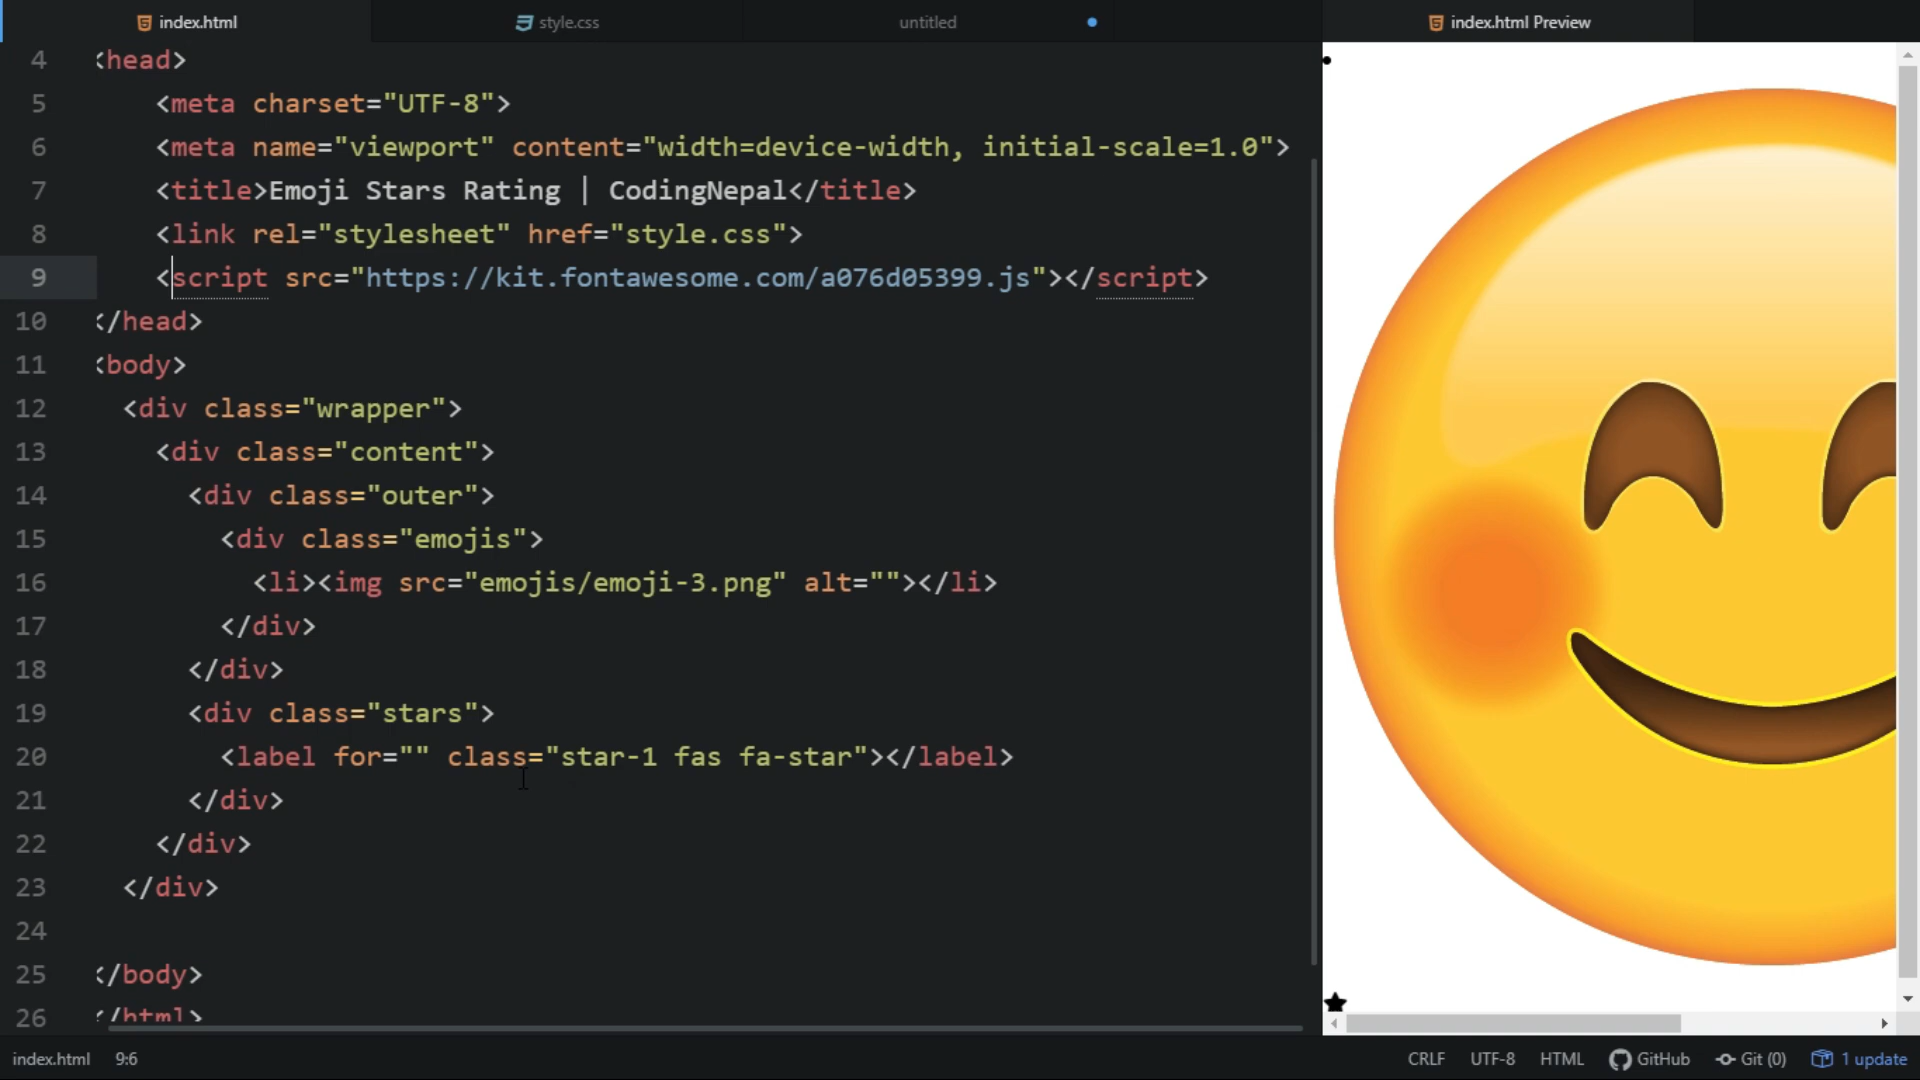 index.html
style.css
untitled
index.html Preview
4 <head>
5 <meta charset="UTF-8">
6 <meta name="viewport" content="width=device-width, initial-scale=1.0">
7 <title>Emoji Stars Rating | CodingNepal</title>
8 <link rel="stylesheet" href="style.css">
9 <script src="https://kit.fontawesome.com/a076d05399.js"></script>
10 </head>
11 <body>
12 <div class="wrapper">
13 <div class="content">
14 <div class="outer">
15 <div class="emojis">
16 <li><img src="emojis/emoji-3.png" alt=""></li>
17 </div>
18 </div>
19 <div class="stars">
20 <label for="" class="star-1 fas fa-star"></label>
21 </div>
22 </div>
23 </div>
24
25 </body>
26 </html>
index.html 9:6 CRLF UTF-8 HTML GitHub Git (0) 1 update